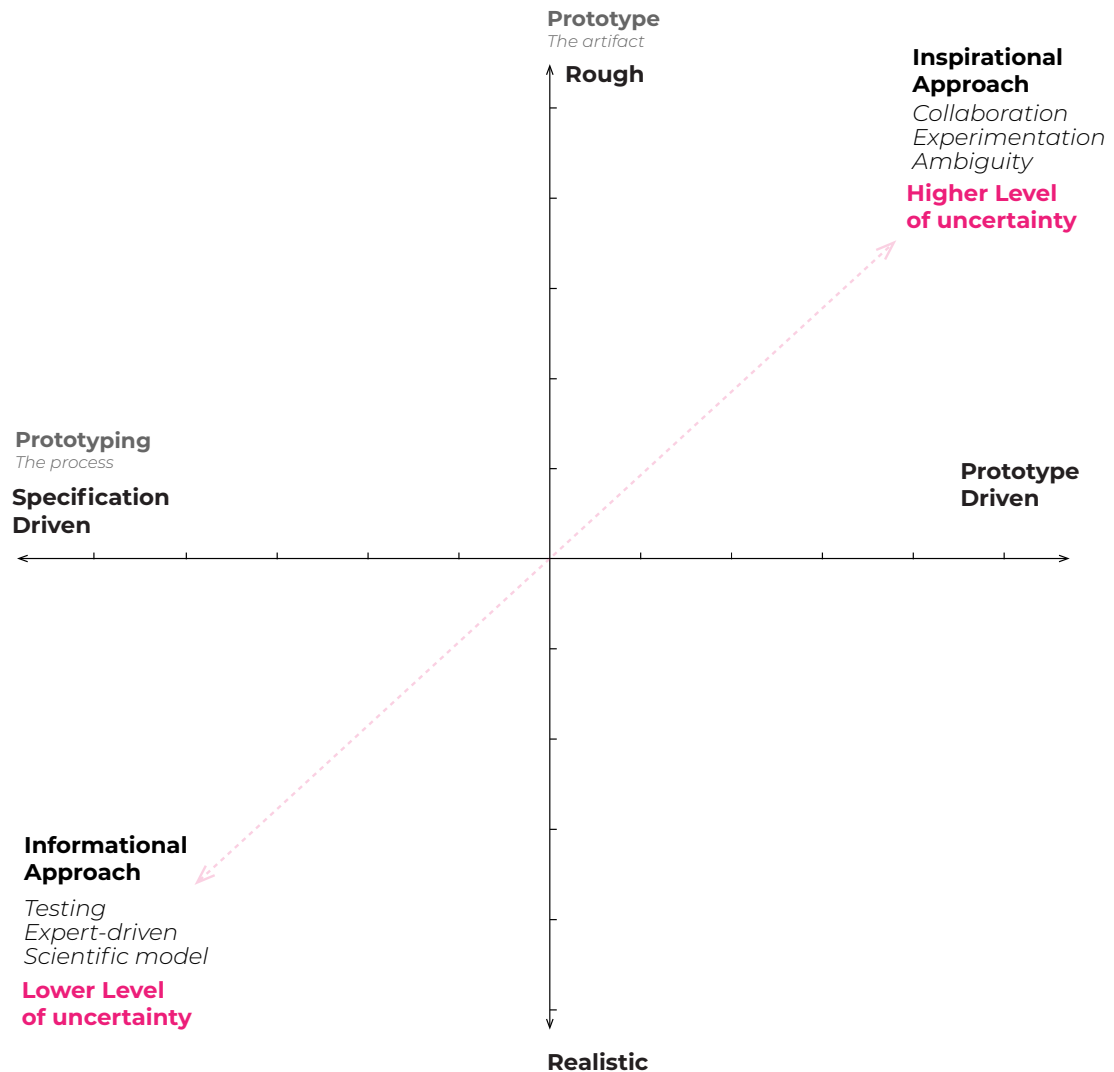 Prototype
The artifact
Rough
Inspirational
Approach
Collaboration
Experimentation
Ambiguity
Higher Level
of uncertainty
Prototyping
The process
Specification
Driven
Prototype
Driven
Informational
Approach
Testing
Expert-driven
Scientific model
Lower Level
of uncertainty
Realistic